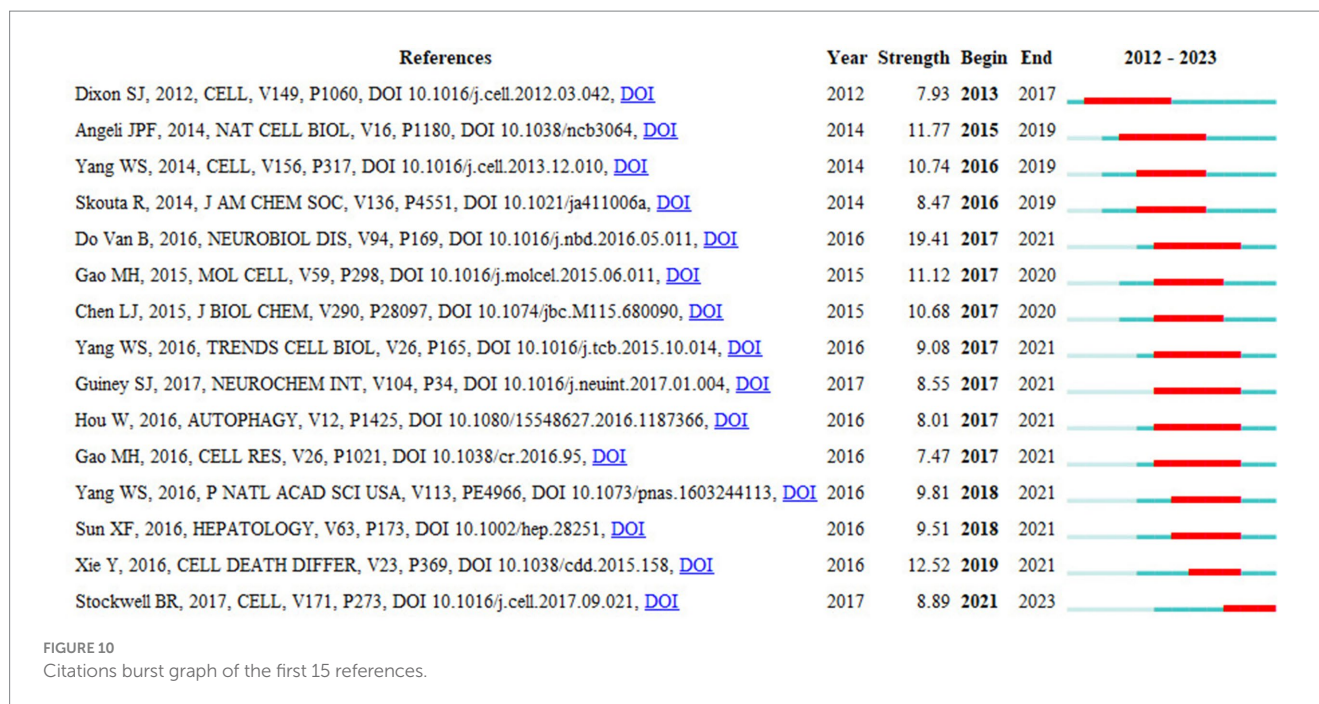 References Year Strength Begin End 2012 - 2023
Dixon SJ, 2012, CELL, V149, P1060, DOI 10.1016/j.cell.2012.03.042, DOI 2012 7.93 2013 2017
Angeli JPF, 2014, NAT CELL BIOL, V16, P1180, DOI 10.1038/ncb3064, DOI 2014 11.77 2015 2019
Yang WS, 2014, CELL, V156, P317, DOI 10.1016/j.cell.2013.12.010, DOI 2014 10.74 2016 2019
Skouta R, 2014, J AM CHEM SOC, V136, P4551, DOI 10.1021/ja411006a, DOI 2014 8.47 2016 2019
Do Van B, 2016, NEUROBIOL DIS, V94, P169, DOI 10.1016/j.nbd.2016.05.011, DOI 2016 19.41 2017 2021
Gao MH, 2015, MOL CELL, V59, P298, DOI 10.1016/j.molcel.2015.06.011, DOI 2015 11.12 2017 2020
Chen LJ, 2015, J BIOL CHEM, V290, P28097, DOI 10.1074/jbc.M115.680090, DOI 2015 10.68 2017 2020
Yang WS, 2016, TRENDS CELL BIOL, V26, P165, DOI 10.1016/j.tcb.2015.10.014, DOI 2016 9.08 2017 2021
Guiney SJ, 2017, NEUROCHEM INT, V104, P34, DOI 10.1016/j.neuint.2017.01.004, DOI 2017 8.55 2017 2021
Hou W, 2016, AUTOPHAGY, V12, P1425, DOI 10.1080/15548627.2016.1187366, DOI 2016 8.01 2017 2021
Gao MH, 2016, CELL RES, V26, P1021, DOI 10.1038/cr.2016.95, DOI 2016 7.47 2017 2021
Yang WS, 2016, P NATL ACAD SCI USA, V113, PE4966, DOI 10.1073/pnas.1603244113, DOI 2016 9.81 2018 2021
Sun XF, 2016, HEPATOLOGY, V63, P173, DOI 10.1002/hep.28251, DOI 2016 9.51 2018 2021
Xie Y, 2016, CELL DEATH DIFFER, V23, P369, DOI 10.1038/cdd.2015.158, DOI 2016 12.52 2019 2021
Stockwell BR, 2017, CELL, V171, P273, DOI 10.1016/j.cell.2017.09.021, DOI 2017 8.89 2021 2023
FIGURE 10
Citations burst graph of the first 15 references.